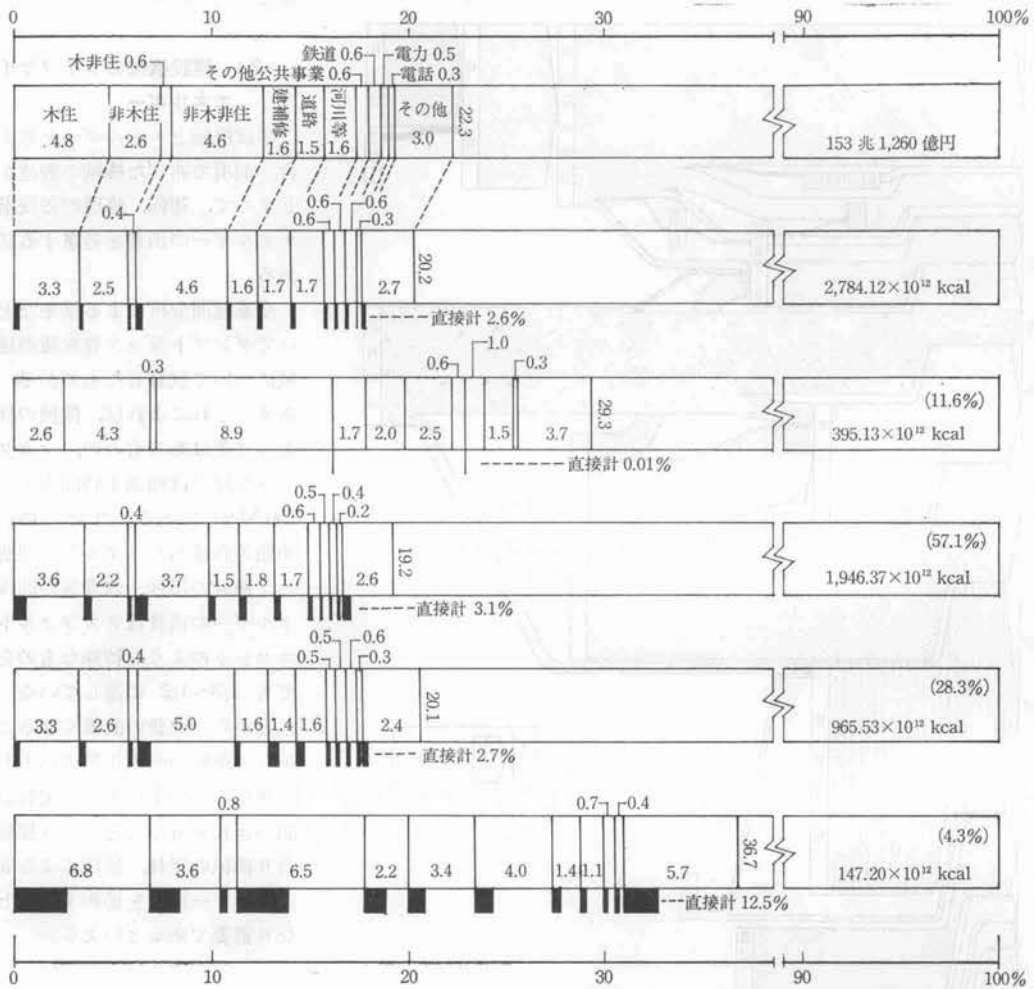 0 10 20 30 90 100%
木非住 0.6
鉄道 0.6 電力 0.5
その他公共事業 0.6 電話 0.3
木住 非木住 非木非住 建補修 道路 河川等 その他
4.8 2.6 4.6 1.6 1.5 1.6 3.0 22.3 153 兆 1,260 億円
0.4 0.6 0.6
0.6 0.3
3.3 2.5 4.6 1.6 1.7 1.7 2.7 20.2 2,784.12×10¹² kcal
直接計 2.6%
1.0
0.3 0.6 0.3
(11.6%)
2.6 4.3 8.9 1.7 2.0 2.5 1.5 3.7 29.3 395.13×10¹² kcal
直接計 0.01%
0.5 0.4
0.4 0.6 0.2
(57.1%)
3.6 2.2 3.7 1.5 1.8 1.7 2.6 19.2 1,946.37×10¹² kcal
直接計 3.1%
0.5 0.6
0.4 0.5 0.3
(28.3%)
3.3 2.6 5.0 1.6 1.4 1.6 2.4 20.1 965.53×10¹² kcal
直接計 2.7%
0.8 0.7 0.4
(4.3%)
6.8 3.6 6.5 2.2 3.4 4.0 1.4 1.1 5.7 36.7 147.20×10¹² kcal
直接計 12.5%
0 10 20 30 90 100%